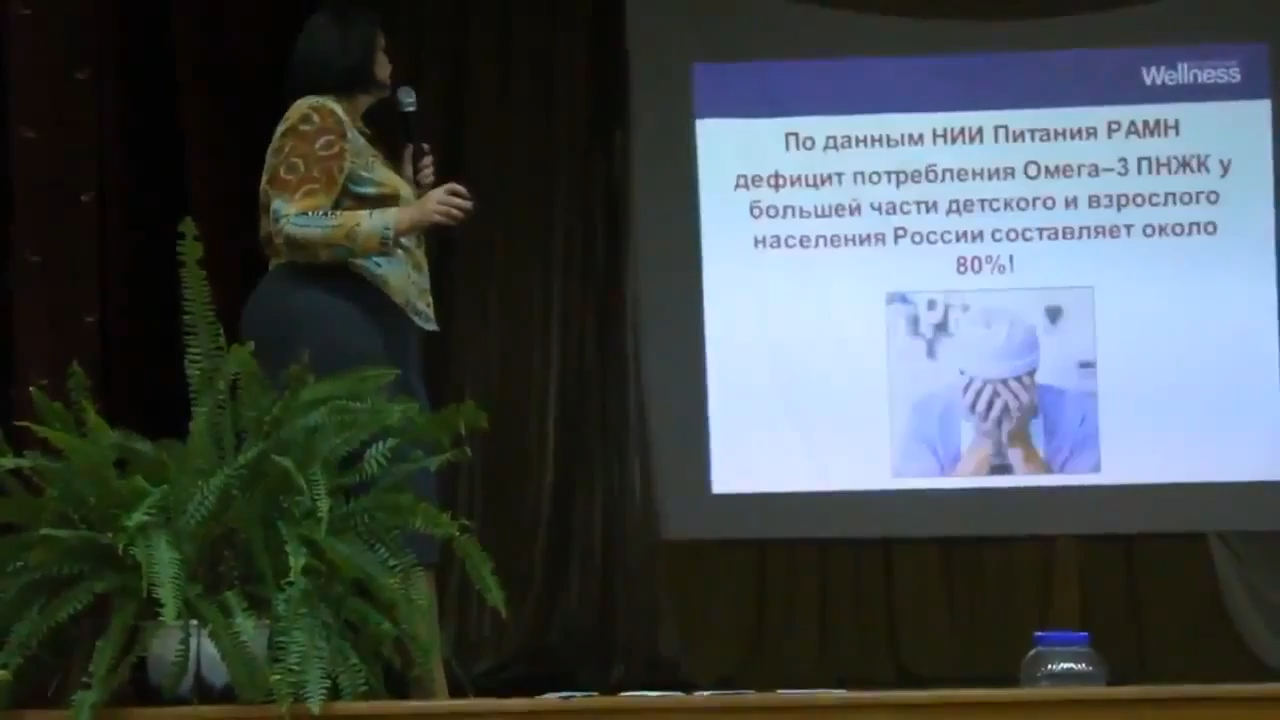 Wellness
По данным НИИ Питания РАМН
дефицит потребления Омега–3 ПНЖК у
большей части детского и взрослого
населения России составляет около
80%!